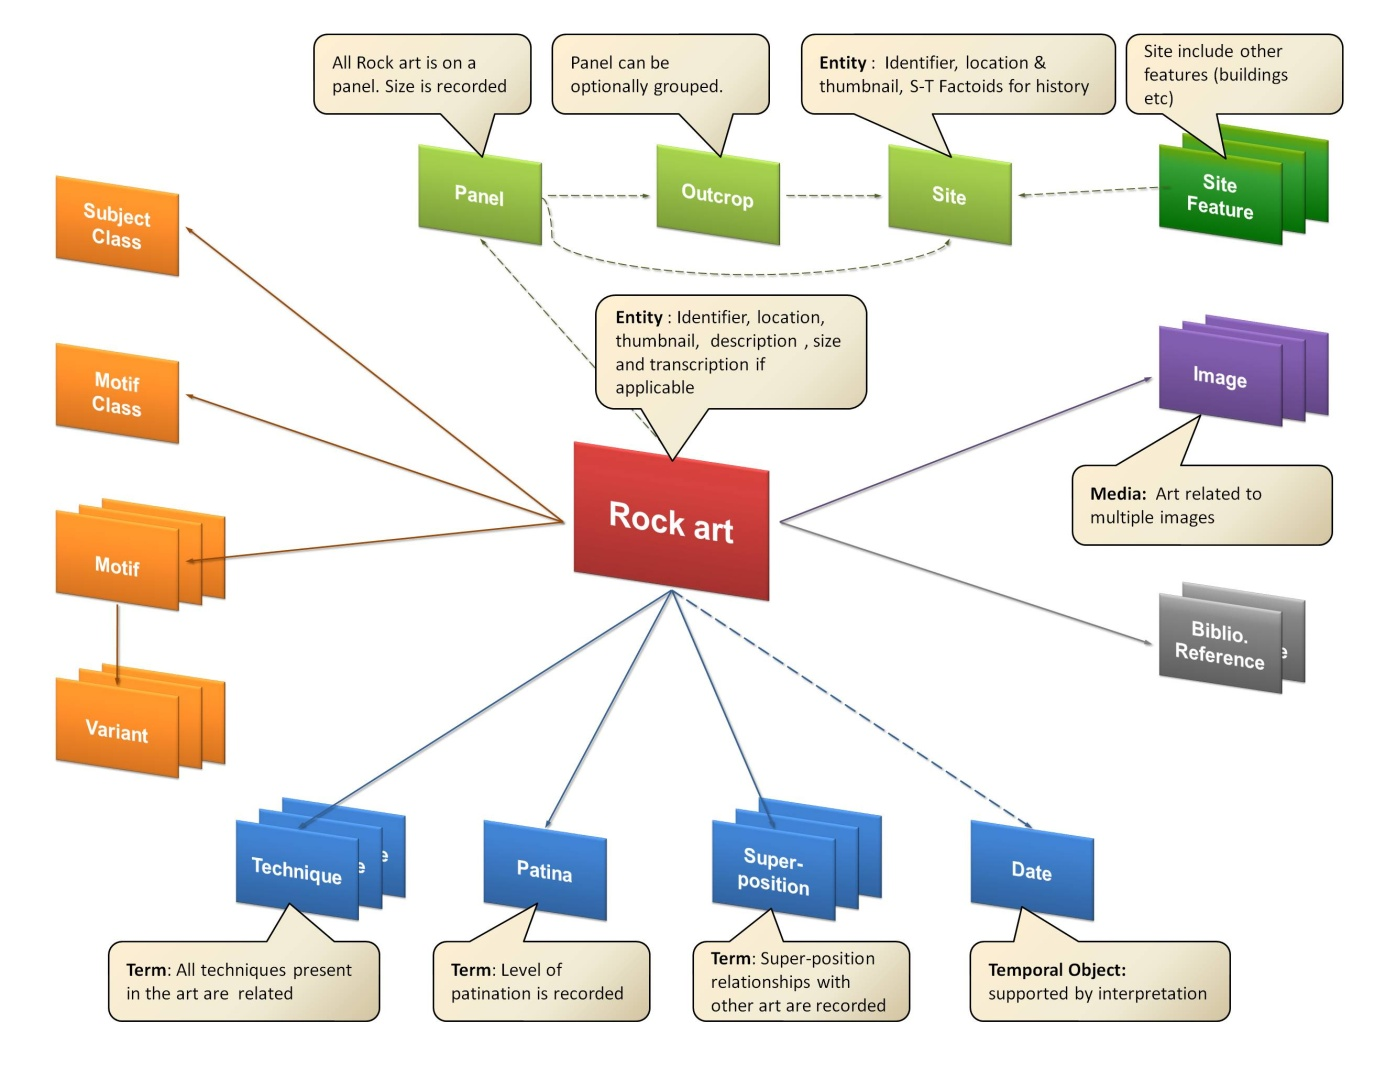 All Rock art is on a
panel. Size is recorded
Panel can be
optionally grouped.
Entity : Identifier, location &
thumbnail, S-T Factoids for history
Site include other
features (buildings
etc)
Panel
Outcrop
Site
Site
Feature
Subject
Class
Entity : Identifier, location,
thumbnail, description , size
and transcription if
applicable
Motif
Class
Image
Rock art
Media: Art related to
multiple images
Motif
Biblio.
Reference
e
Variant
Technique
e
e
Patina
Super-
position
Date
Term: All techniques present
in the art are related
Term: Level of
patination is recorded
Term: Super-position
relationships with
other art are recorded
Temporal Object:
supported by interpretation